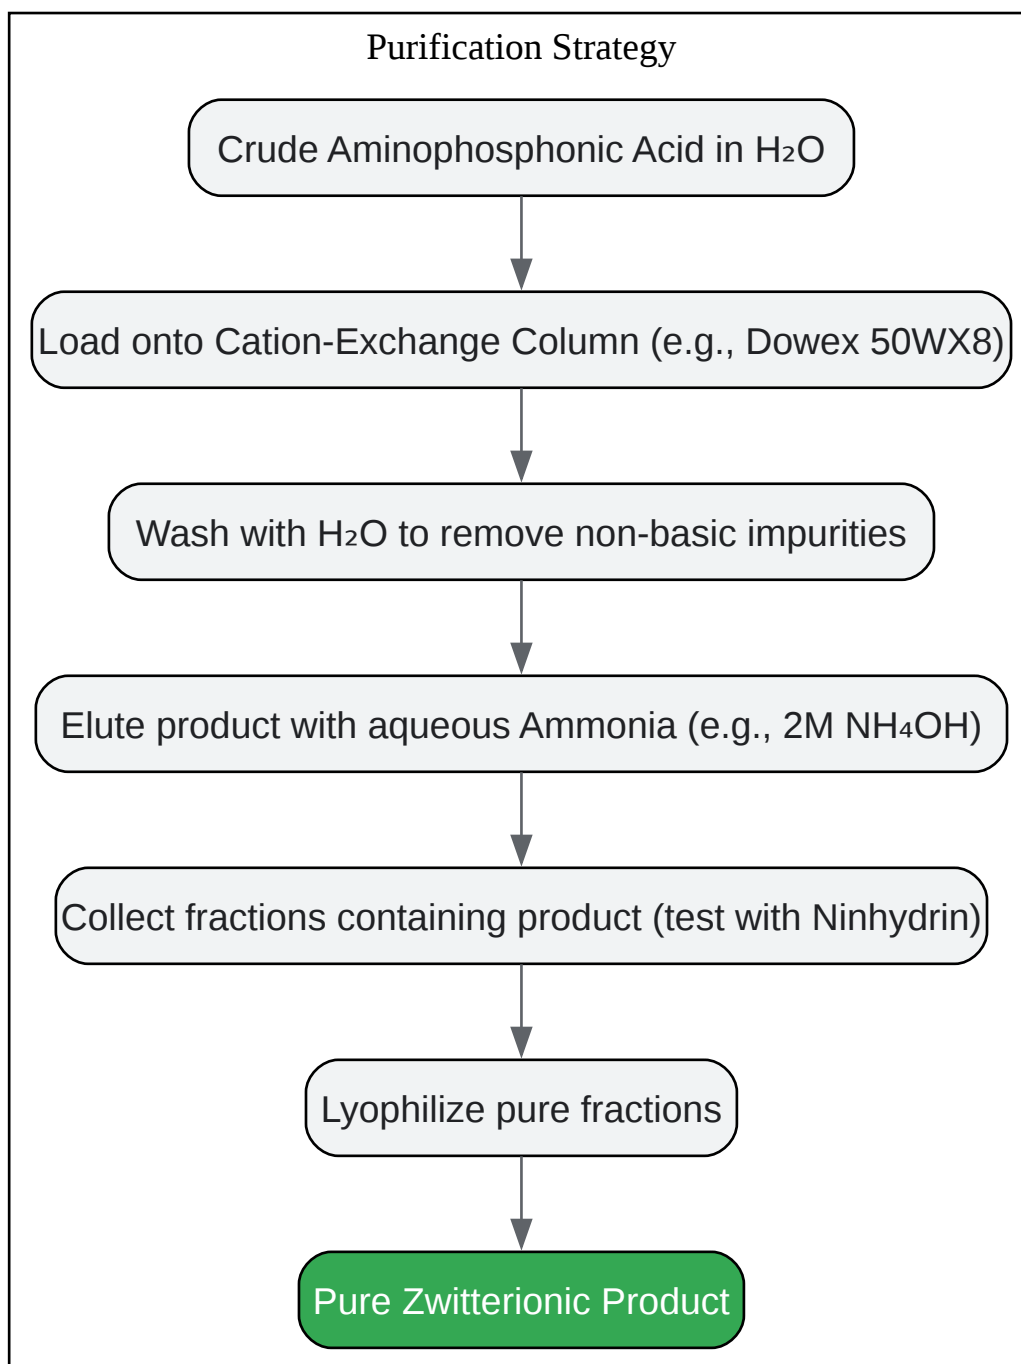 Purification Strategy
Crude Aminophosphonic Acid in H₂O
Load onto Cation-Exchange Column (e.g., Dowex 50WX8)
Wash with H₂O to remove non-basic impurities
Elute product with aqueous Ammonia (e.g., 2M NH₄OH)
Collect fractions containing product (test with Ninhydrin)
Lyophilize pure fractions
Pure Zwitterionic Product